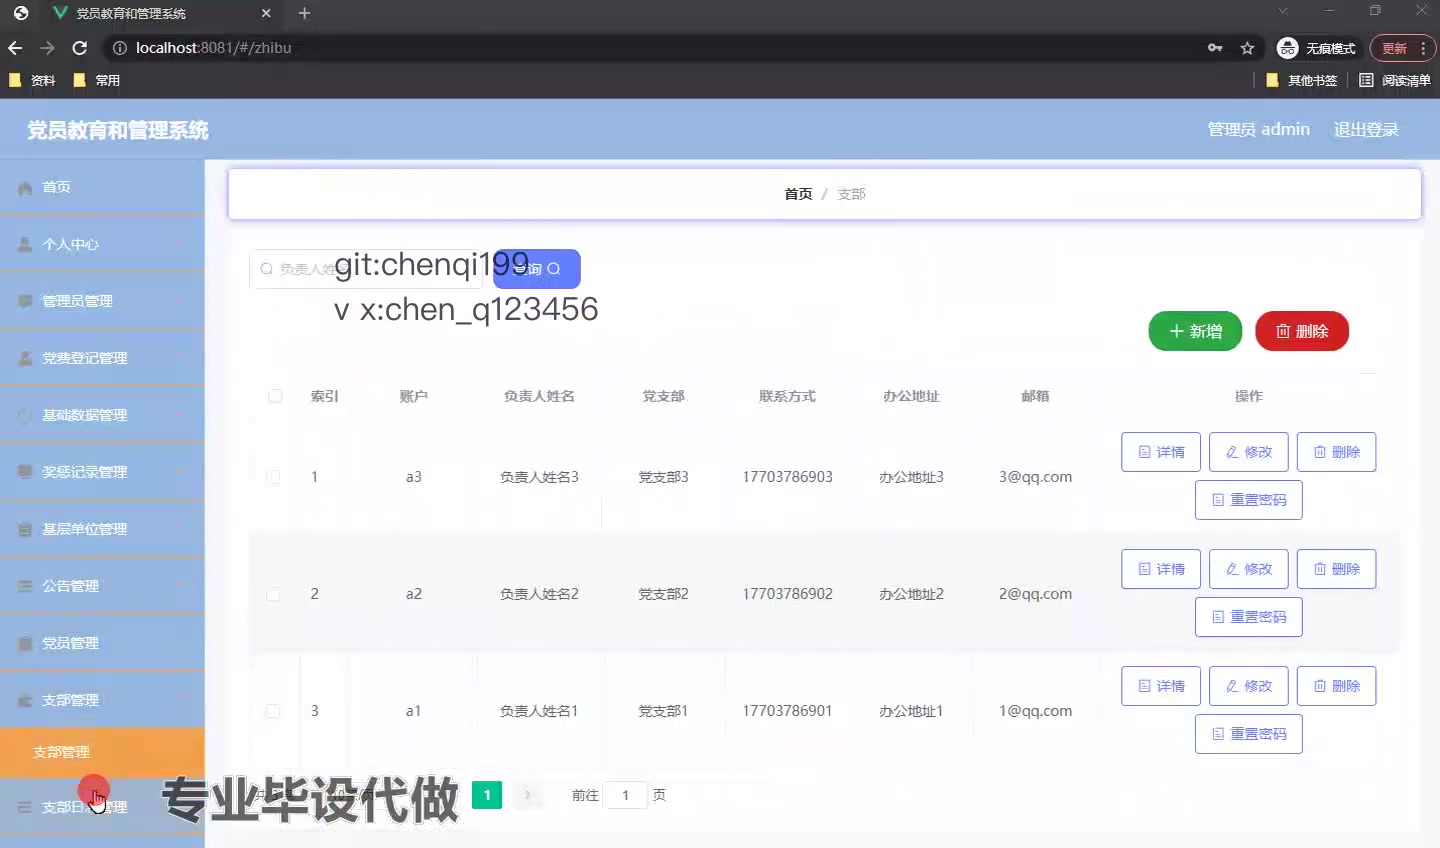 党员教育和管理系统
localhost:8081/#/zhibu
无痕模式
更新
资料
常用
其他书签
阅读清单
党员教育和管理系统
管理员 admin
退出登录
首页
个人中心
管理员管理
党费登记管理
基础数据管理
奖惩记录管理
基层单位管理
公告管理
党员管理
支部管理
支部管理
首页 / 支部
负责人姓名
git:chenqi199
v x:chen_q123456
新增
删除
索引 账户 负责人姓名 党支部 联系方式 办公地址 邮箱 操作
1 a3 负责人姓名3 党支部3 17703786903 办公地址3 3@qq.com 详情 修改 删除
重置密码
2 a2 负责人姓名2 党支部2 17703786902 办公地址2 2@qq.com 详情 修改 删除
重置密码
3 a1 负责人姓名1 党支部1 17703786901 办公地址1 1@qq.com 详情 修改 删除
重置密码
专业毕设代做
1
前往 1 页